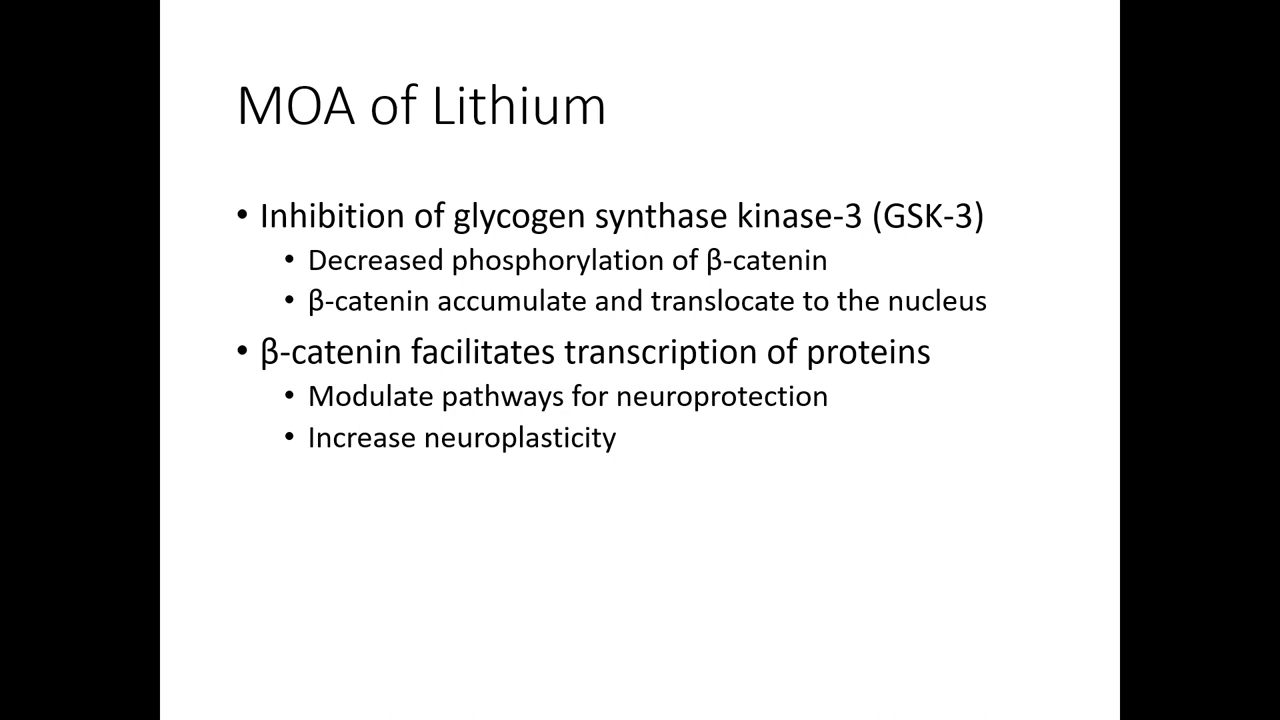 MOA of Lithium
• Inhibition of glycogen synthase kinase-3 (GSK-3)
• Decreased phosphorylation of β-catenin
• β-catenin accumulate and translocate to the nucleus
• β-catenin facilitates transcription of proteins
• Modulate pathways for neuroprotection
• Increase neuroplasticity